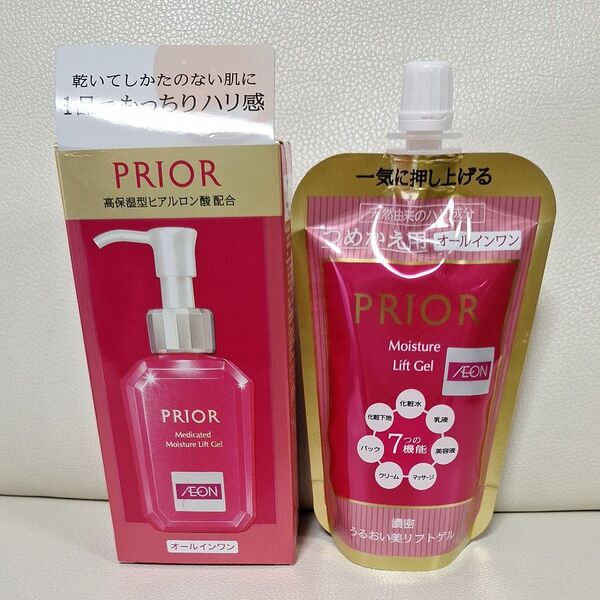 乾いてしかたのない肌に
1品でもっちりハリ感
PRIOR
高保湿型ヒアルロン酸配合
PRIOR
Medicated
Moisture Lift Gel
ÆON
オールインワン
一気に押し上げる
天然由来のハリ成分
つめかえ用
オールインワン
PRIOR
Moisture
Lift Gel
ÆON
化粧水
乳液
美容液
マッサージ
クリーム
パック
化粧下地
7つの機能
濃密
うるおい美リフトゲル